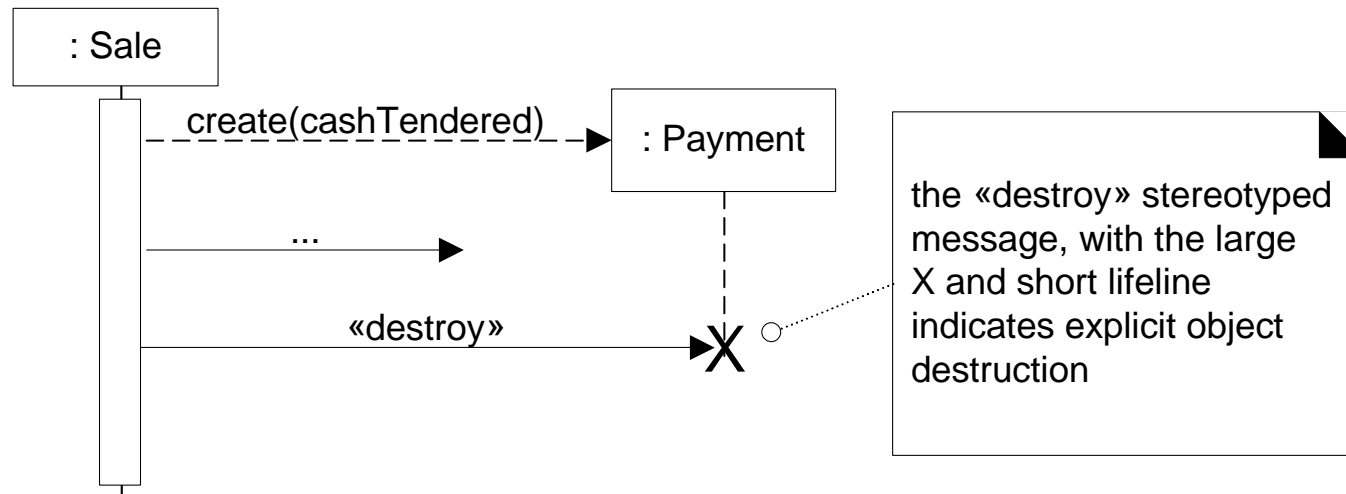 : Sale
create(cashTendered)
: Payment
...
«destroy»
X
the «destroy» stereotyped
message, with the large
X and short lifeline
indicates explicit object
destruction